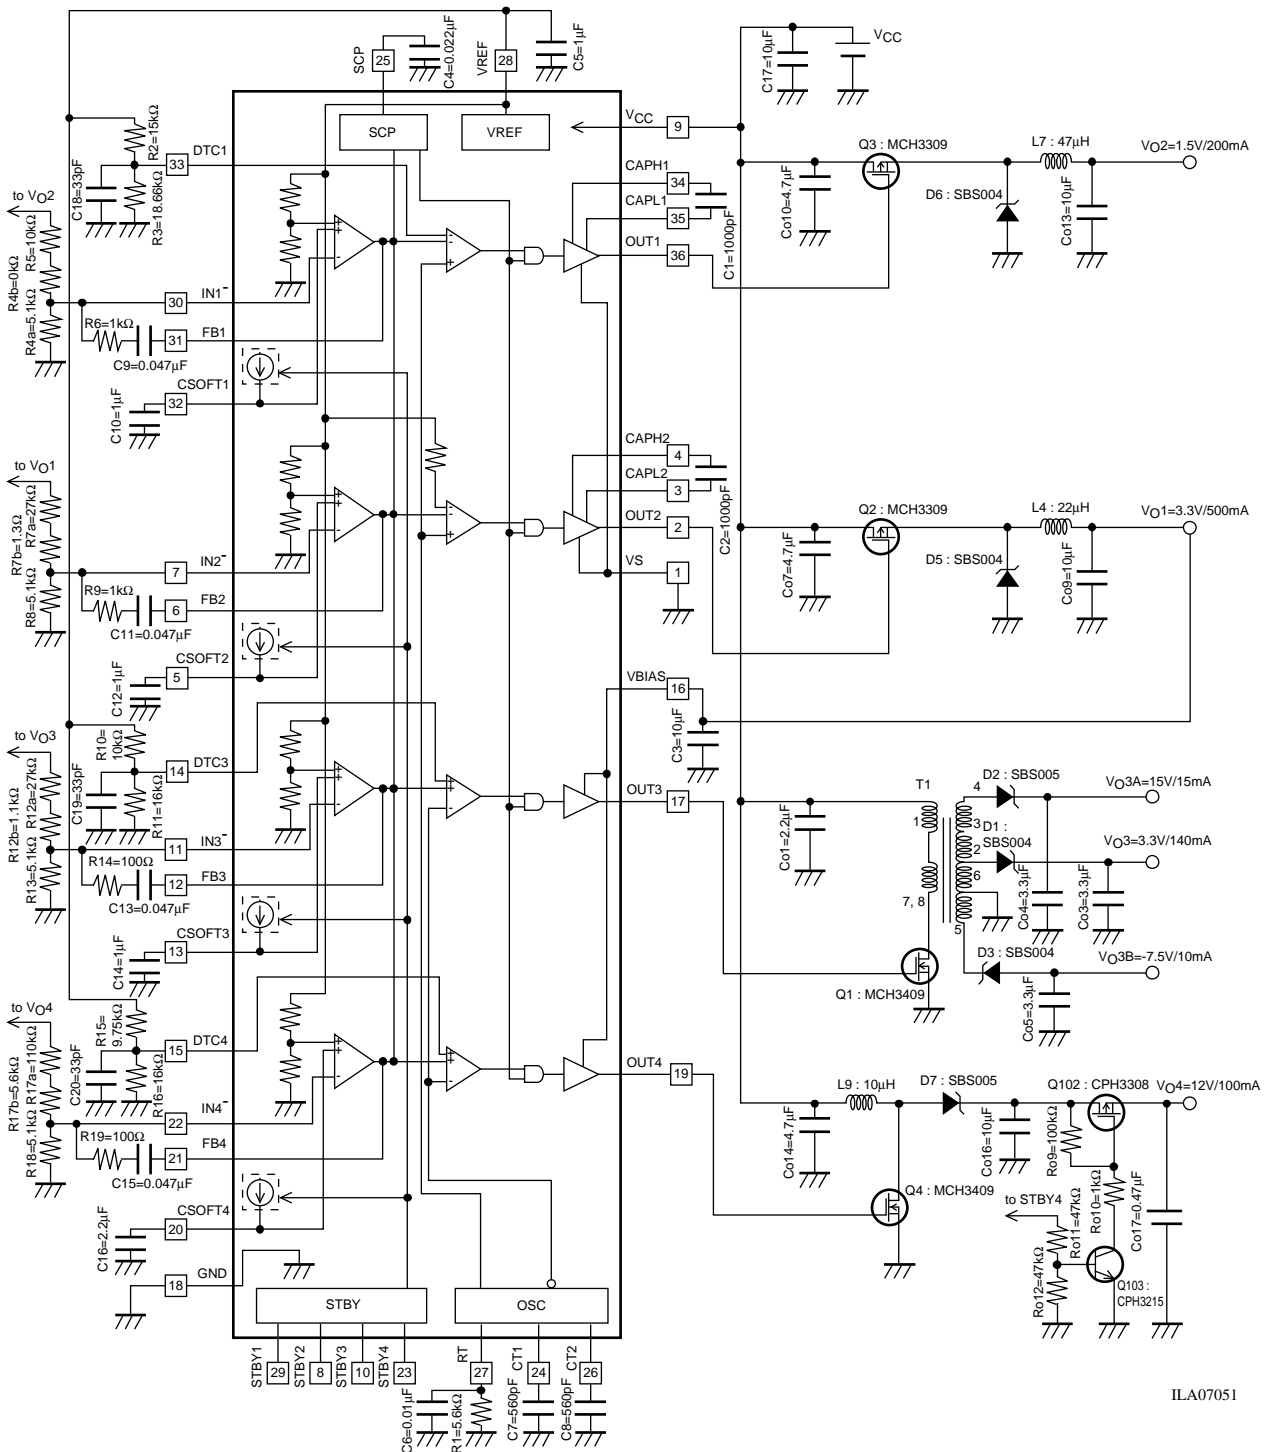 SCP
25
C4=0.022µF
VREF
28
C5=1µF
C17=10µF
VCC
R2=15kΩ
33
DTC1
SCP
VREF
VCC
9
Q3 : MCH3309
L7 : 47µH
VO2=1.5V/200mA
C18=33pF
R3=18.66kΩ
CAPH1
34
CAPL1
35
C1=1000pF
OUT1
36
Co10=4.7µF
D6 : SBS004
Co13=10µF
to VO2
R5=10kΩ
R4b=0kΩ
R4a=5.1kΩ
30
IN1-
R6=1kΩ
31
FB1
C9=0.047µF
CSOFT1
32
C10=1µF
+
+
-
-
-
+
to VO1
R7a=27kΩ
R7b=1.3Ω
R8=5.1kΩ
CAPH2
4
CAPL2
3
C2=1000pF
OUT2
2
VS
1
Q2 : MCH3309
L4 : 22µH
VO1=3.3V/500mA
Co7=4.7µF
D5 : SBS004
Co9=10µF
7
IN2-
R9=1kΩ
6
FB2
C11=0.047µF
CSOFT2
5
C12=1µF
+
+
-
-
-
+
VBIAS
16
C3=10µF
to VO3
R10=
10kΩ
14
DTC3
C19=33pF
R11=16kΩ
R12a=27kΩ
R12b=1.1kΩ
R13=5.1kΩ
11
IN3-
R14=100Ω
12
FB3
C13=0.047µF
CSOFT3
13
C14=1µF
+
+
-
+
+
-
OUT3
17
Co1=2.2µF
T1
1
7, 8
4
3
2
6
5
D2 : SBS005
VO3A=15V/15mA
D1 :
SBS004
VO3=3.3V/140mA
Co4=3.3µF
Co3=3.3µF
D3 : SBS004
VO3B=-7.5V/10mA
Co5=3.3µF
Q1 : MCH3409
to VO4
R15=
9.75kΩ
15
DTC4
C20=33pF
R16=16kΩ
R17a=110kΩ
R17b=5.6kΩ
R18=5.1kΩ
22
IN4-
R19=100Ω
21
FB4
C15=0.047µF
CSOFT4
20
C16=2.2µF
+
+
-
+
+
-
OUT4
19
L9 : 10µH
D7 : SBS005
Q102 : CPH3308
VO4=12V/100mA
Co14=4.7µF
Co16=10µF
Ro9=100kΩ
Q4 : MCH3409
to STBY4
Ro10=1kΩ
Ro11=47kΩ
Ro12=47kΩ
Co17=0.47µF
Q103 :
CPH3215
GND
18
STBY
OSC
STBY1
29
STBY2
8
STBY3
10
STBY4
23
RT
27
CT1
24
CT2
26
C6=0.01µF
R1=5.6kΩ
C7=560pF
C8=560pF
ILA07051